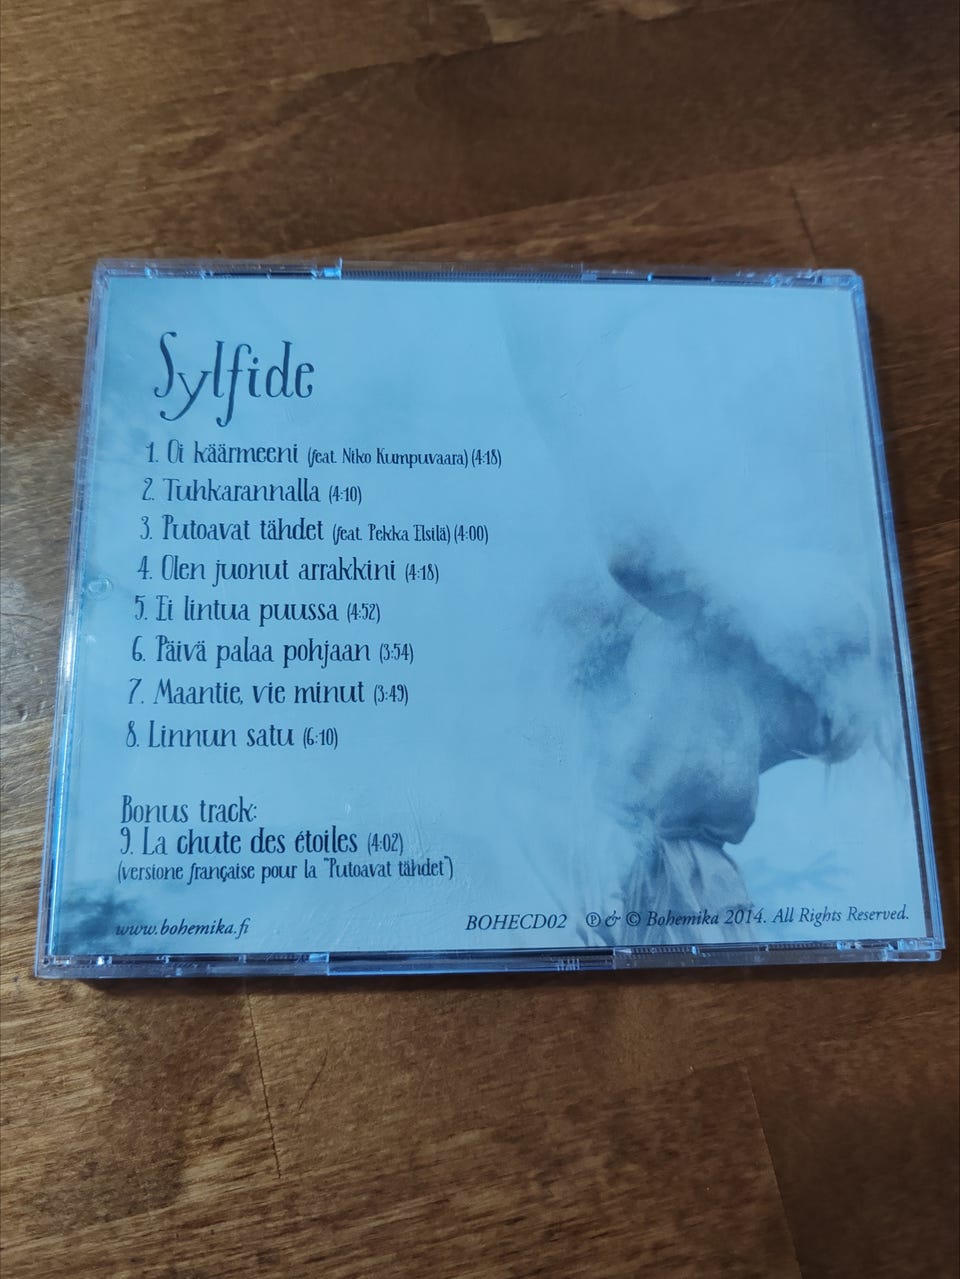 Sylfide
1. Oi käärmeeni (feat. Niko Kumpuvaara) (4:18)
2. Tuhkarannalla (4:10)
3. Putoavat tähdet (feat. Pekka Elsilä) (4:00)
4. Olen juonut arrakkini (4:18)
5. Ei lintua puussa (4:52)
6. Päivä palaa pohjaan (3:54)
7. Maantie, vie minut (3:49)
8. Linnun satu (6:10)
Bonus track:
9. La chute des étoiles (4:02)
(versione française pour la "Putoavat tähdet")
www.bohemika.fi BOHECD02 ℗ & © Bohemika 2014. All Rights Reserved.